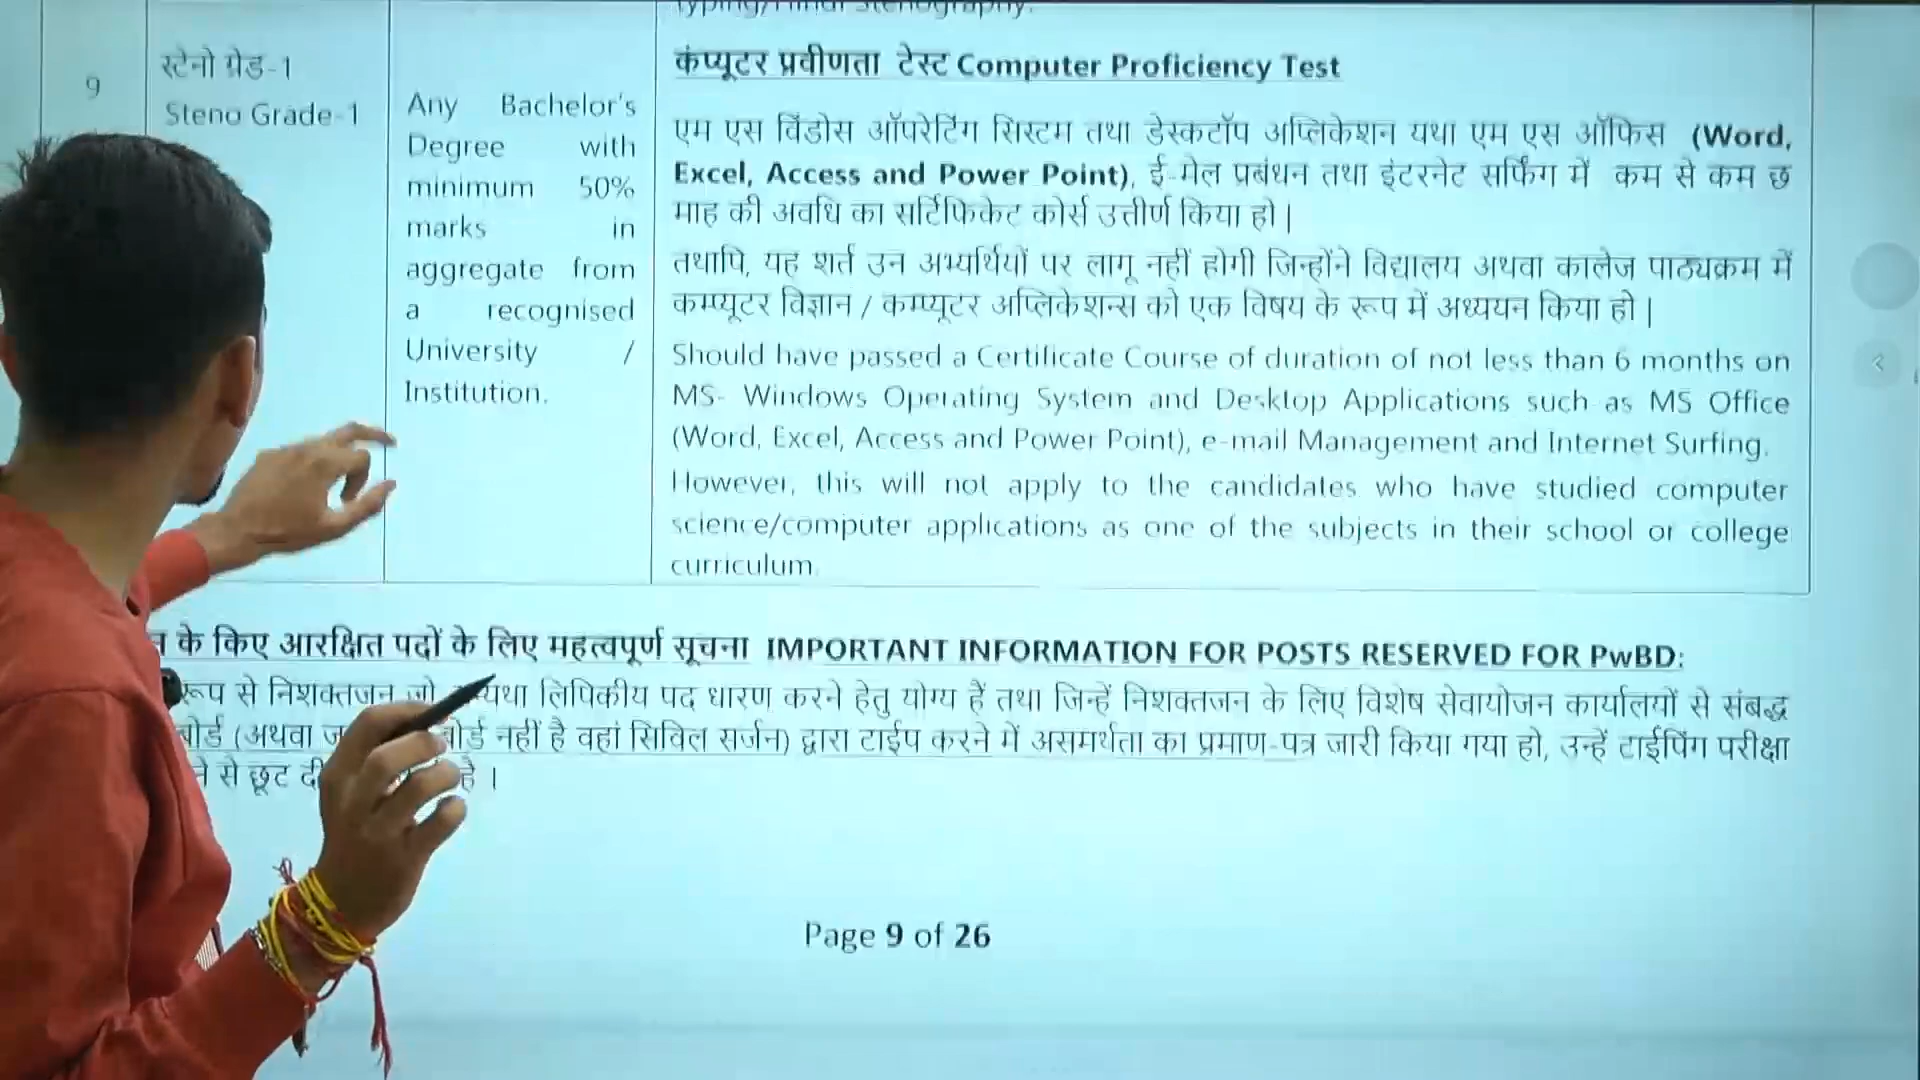 Typing/Hindi Stenography.
9
स्टेनो ग्रेड-1
Steno Grade-1
Any Bachelor's
Degree with
minimum 50%
marks in
aggregate from
a recognised
University /
Institution.
कंप्यूटर प्रवीणता टेस्ट Computer Proficiency Test
एम एस विंडोस ऑपरेटिंग सिस्टम तथा डेस्कटॉप अप्लिकेशन यथा एम एस ऑफिस (Word,
Excel, Access and Power Point), ई-मेल प्रबंधन तथा इंटरनेट सर्फिंग में कम से कम छ
माह की अवधि का सर्टिफिकेट कोर्स उत्तीर्ण किया हो |
तथापि, यह शर्त उन अभ्यर्थियों पर लागू नहीं होगी जिन्होंने विद्यालय अथवा कालेज पाठ्यक्रम में
कम्प्यूटर विज्ञान / कम्प्यूटर अप्लिकेशन्स को एक विषय के रूप में अध्ययन किया हो |
Should have passed a Certificate Course of duration of not less than 6 months on
MS- Windows Operating System and Desktop Applications such as MS Office
(Word, Excel, Access and Power Point), e-mail Management and Internet Surfing.
However, this will not apply to the candidates who have studied computer
science/computer applications as one of the subjects in their school or college
curriculum.
के किए आरक्षित पदों के लिए महत्वपूर्ण सूचना IMPORTANT INFORMATION FOR POSTS RESERVED FOR PwBD:
रूप से निशक्तजन जो लिपिकीय पद धारण करने हेतु योग्य हैं तथा जिन्हें निशक्तजन के लिए विशेष सेवायोजन कार्यालयों से संबद्ध
बोर्ड (अथवा बोर्ड नहीं है वहां सिविल सर्जन) द्वारा टाईप करने में असमर्थता का प्रमाण-पत्र जारी किया गया हो, उन्हें टाईपिंग परीक्षा
से छूट है ।
Page 9 of 26